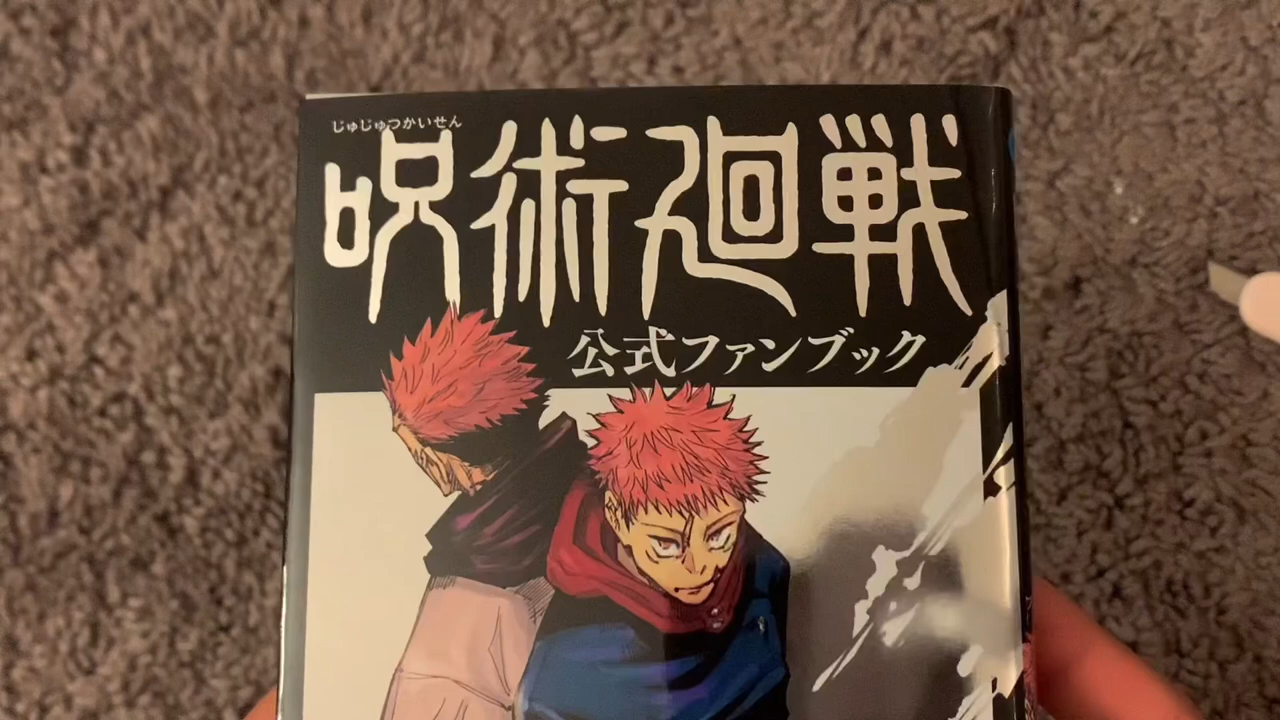 じゅじゅつかいせん
呪術廻戦
公式ファンブック